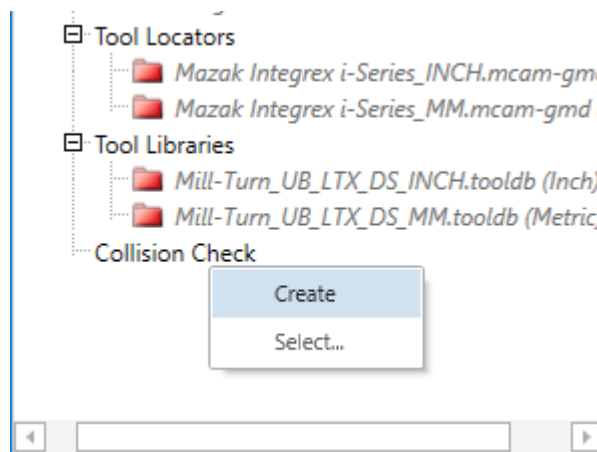 Tool Locators
Mazak Integrex i-Series_INCH.mcam-gmd
Mazak Integrex i-Series_MM.mcam-gmd
Tool Libraries
Mill-Turn_UB_LTX_DS_INCH.tooldb (Inch)
Mill-Turn_UB_LTX_DS_MM.tooldb (Metric)
Collision Check
Create
Select...